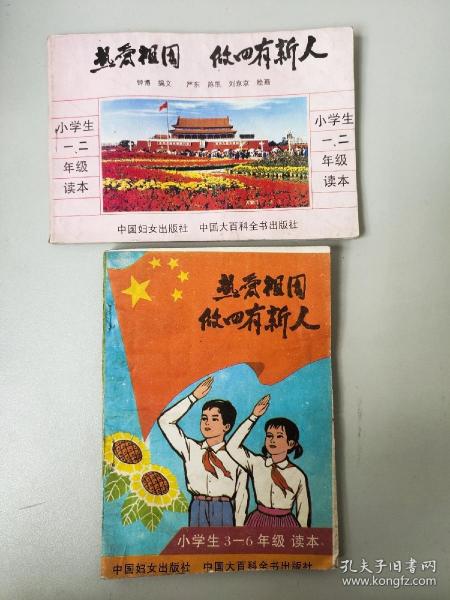 热爱祖国 做四有新人
钟博 编文 严东 陈凯 刘京京 绘画
小学生
一、二
年级
读本
小学生
一、二
年级
读本
中国妇女出版社 中国大百科全书出版社
热爱祖国
做四有新人
小学生3—6年级 读本
中国妇女出版社 中国大百科全书出版社
孔夫子旧书网
www.kongfz.com